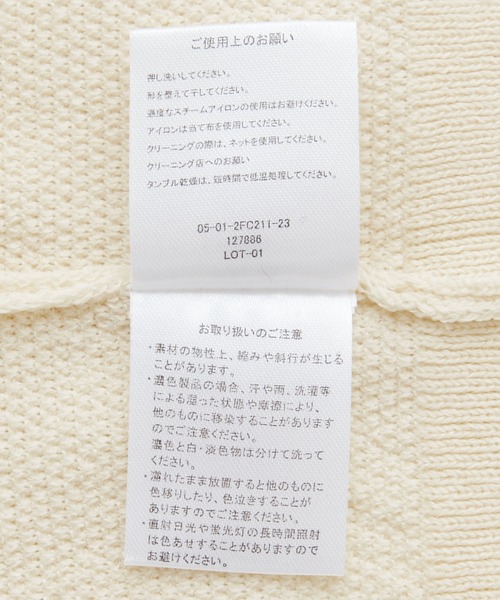 ご使用上のお願い
押し洗いしてください。
形を整えて干してください。
過度なスチームアイロンの使用はお避けください。
アイロンは当て布を使用してください。
クリーニングの際は、ネットを使用してください。
クリーニング店へのお願い
タンブル乾燥は、短時間で低温処理してください。
05-01-2FC211-23
127886
LOT-01
お取り扱いのご注意
・素材の物性上、縮みや斜行が生じる
ことがあります。
・濃色製品の場合、汗や雨、洗濯等
による湿った状態や摩擦により、
他のものに移染することがあります
のでご注意ください。
濃色と白・淡色物は分けて洗って
ください。
・濡れたまま放置すると他のものに
色移りしたり、色泣きすることが
ありますのでご注意ください。
・直射日光や蛍光灯の長時間照射
は色あせすることがありますので
お避けください。